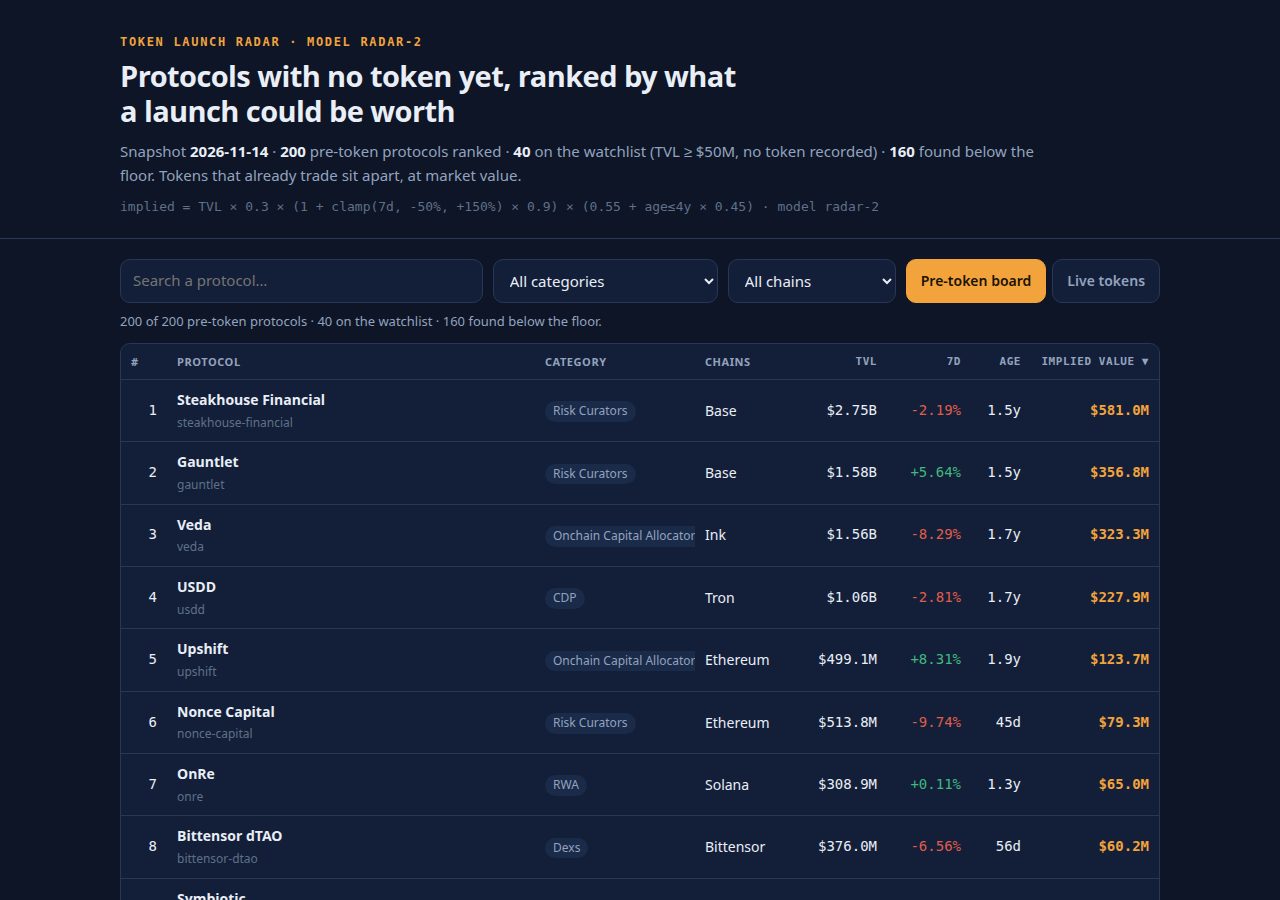 TOKEN LAUNCH RADAR · MODEL RADAR-2
Protocols with no token yet, ranked by what
a launch could be worth
Snapshot 2026-11-14 · 200 pre-token protocols ranked · 40 on the watchlist (TVL ≥ $50M, no token recorded) · 160 found below the
floor. Tokens that already trade sit apart, at market value.
implied = TVL × 0.3 × (1 + clamp(7d, -50%, +150%) × 0.9) × (0.55 + age≤4y × 0.45) · model radar-2
Search a protocol... All categories All chains Pre-token board Live tokens
200 of 200 pre-token protocols · 40 on the watchlist · 160 found below the floor.
# PROTOCOL CATEGORY CHAINS TVL 7D AGE IMPLIED VALUE ▼
1 Steakhouse Financial Risk Curators Base $2.75B -2.19% 1.5y $581.0M
steakhouse-financial
2 Gauntlet Risk Curators Base $1.58B +5.64% 1.5y $356.8M
gauntlet
3 Veda Onchain Capital Allocator Ink $1.56B -8.29% 1.7y $323.3M
veda
4 USDD CDP Tron $1.06B -2.81% 1.7y $227.9M
usdd
5 Upshift Onchain Capital Allocator Ethereum $499.1M +8.31% 1.9y $123.7M
upshift
6 Nonce Capital Risk Curators Ethereum $513.8M -9.74% 45d $79.3M
nonce-capital
7 OnRe RWA Solana $308.9M +0.11% 1.3y $65.0M
onre
8 Bittensor dTAO Dexs Bittensor $376.0M -6.56% 56d $60.2M
bittensor-dtao
Symbiotic